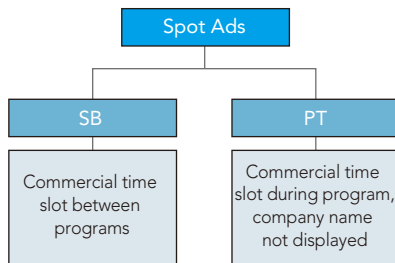 Spot Ads
SB
PT
Commercial time
slot between
programs
Commercial time
slot during program,
company name
not displayed